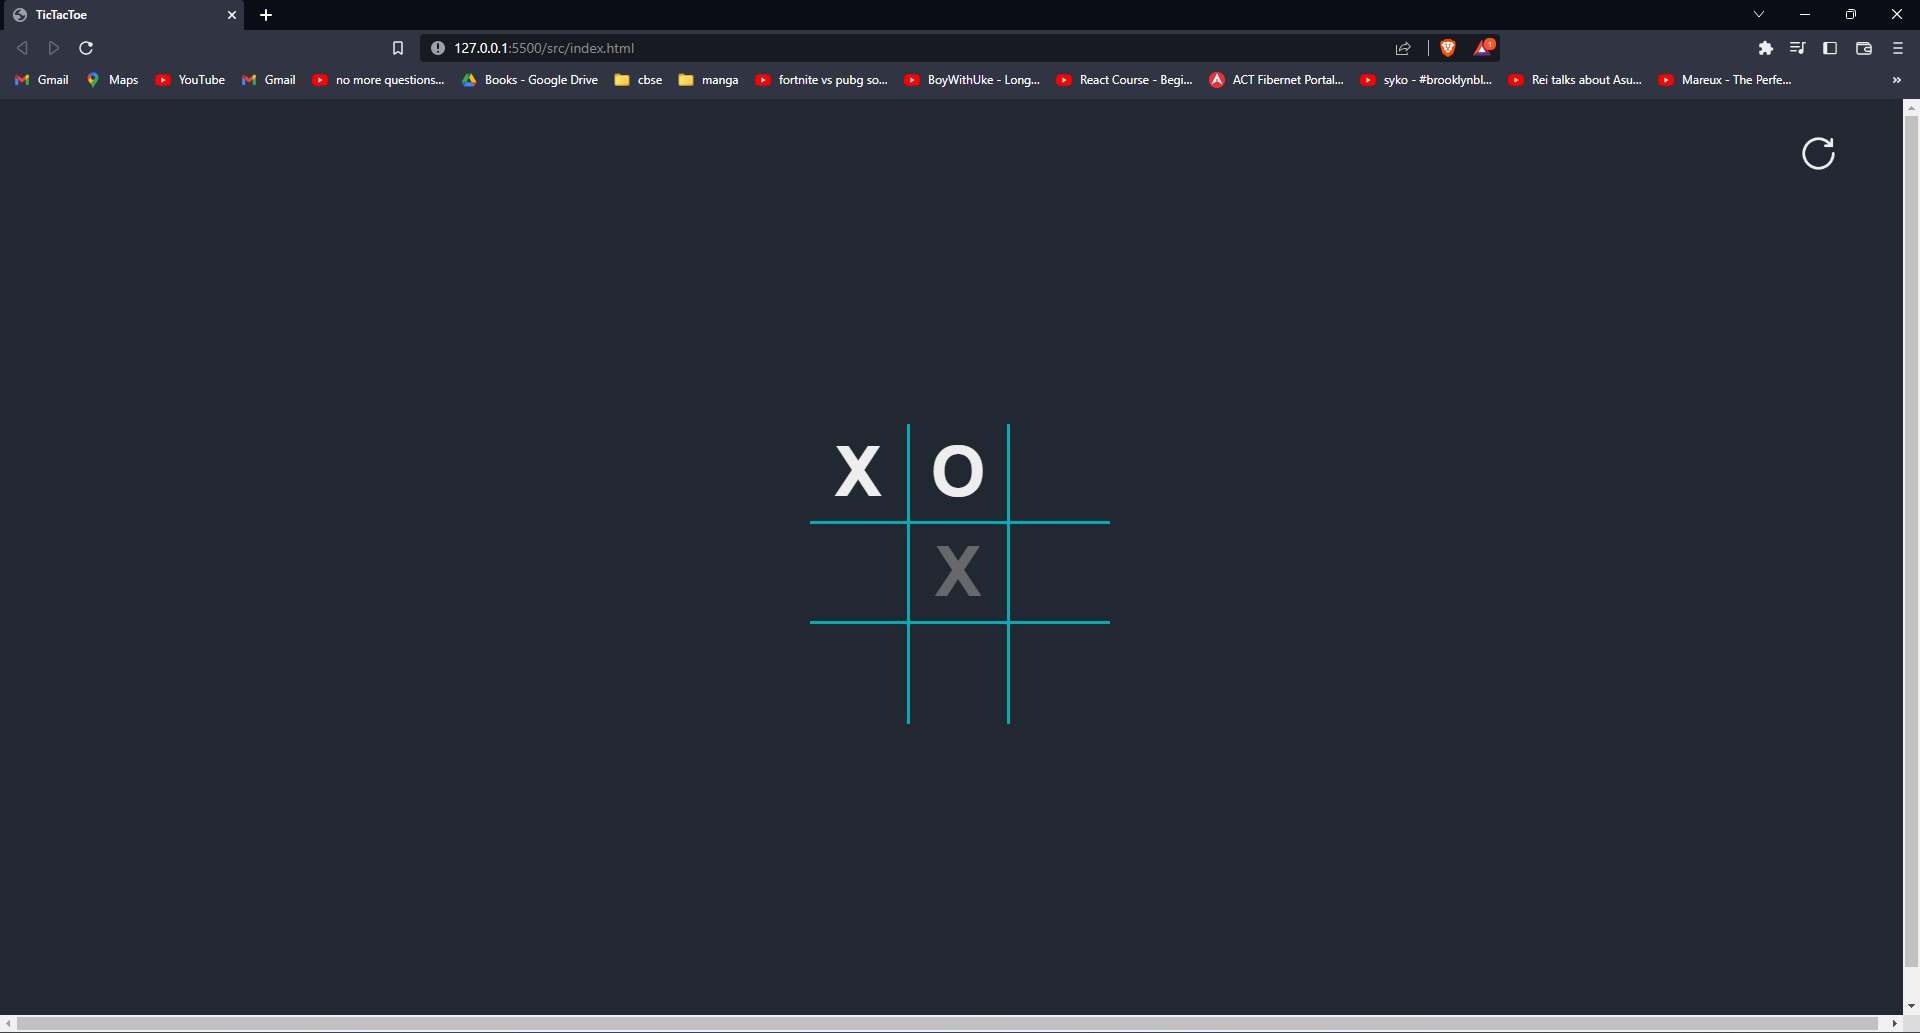 TicTacToe
127.0.0.1:5500/src/index.html
1
Gmail Maps YouTube Gmail no more questions... Books - Google Drive cbse manga fortnite vs pubg so... BoyWithUke - Long... React Course - Begi... ACT Fibernet Portal... syko - #brooklynbl... Rei talks about Asu... Mareux - The Perfe...
X O
X